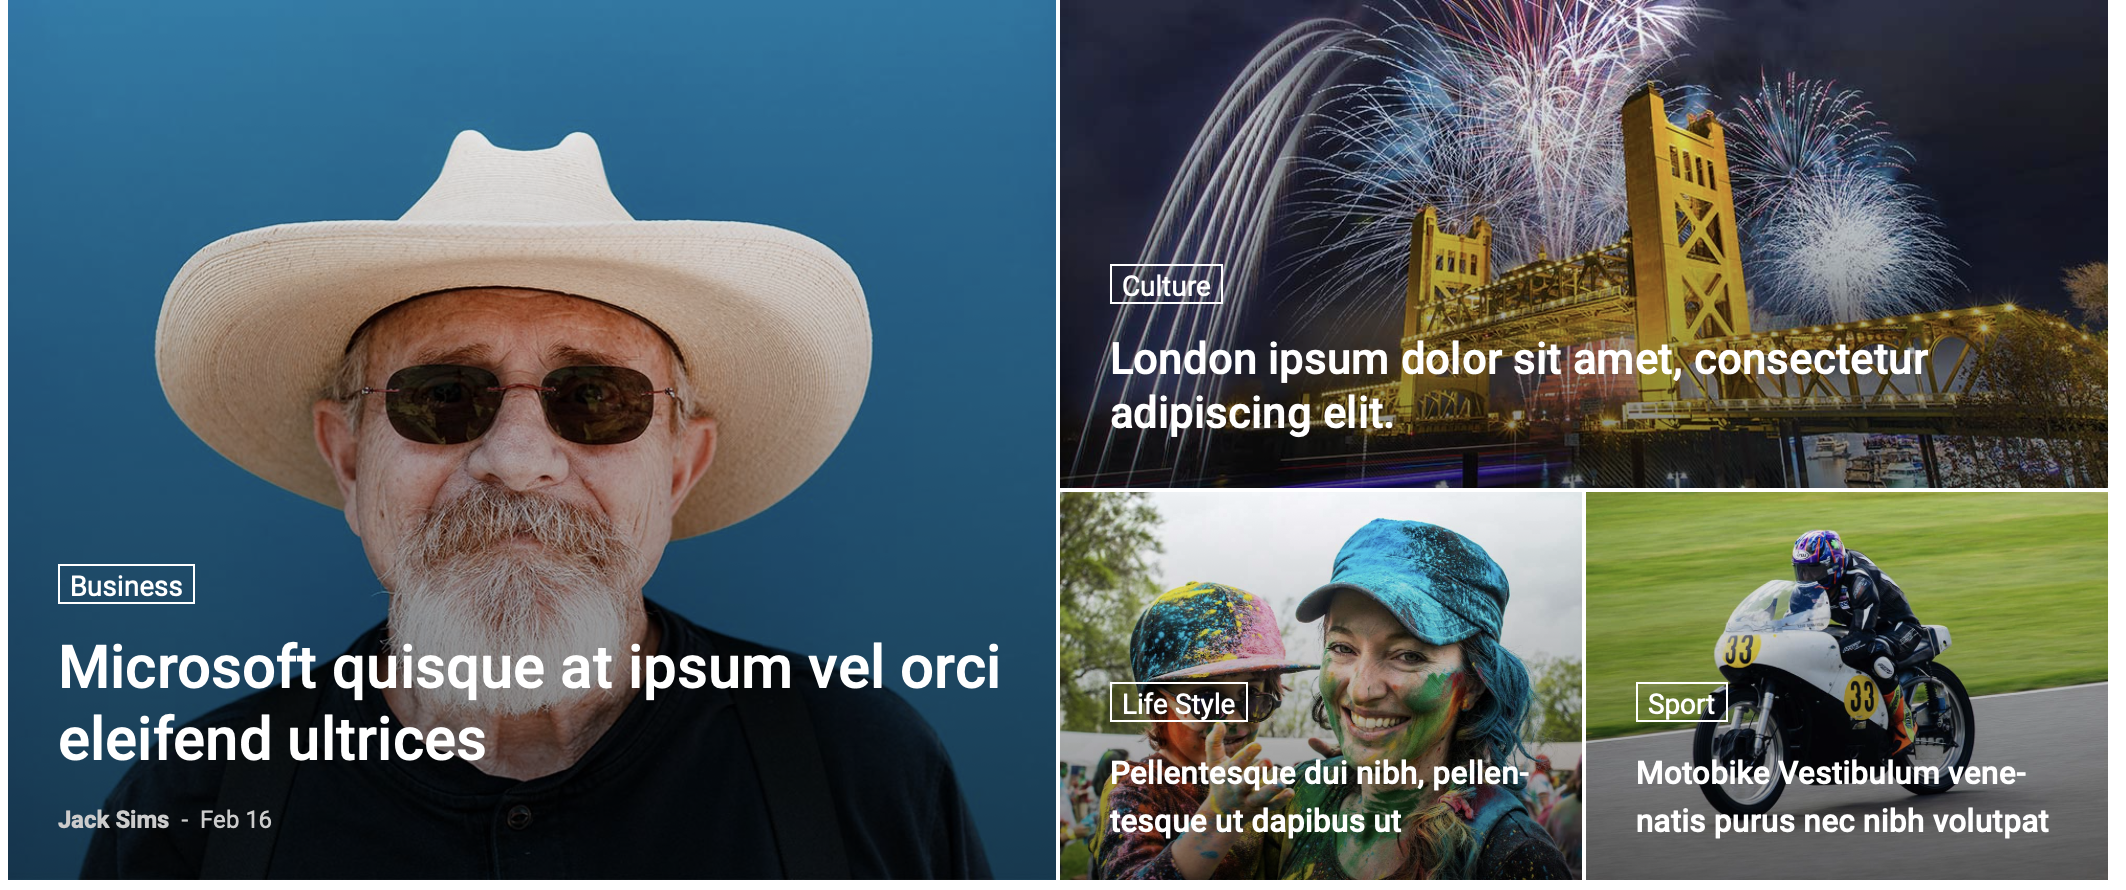 Business
Microsoft quisque at ipsum vel orci
eleifend ultrices
Jack Sims - Feb 16
Culture
London ipsum dolor sit amet, consectetur
adipiscing elit.
Life Style
Pellentesque dui nibh, pellen-
tesque ut dapibus ut
33
33
Sport
Motobike Vestibulum vene-
natis purus nec nibh volutpat